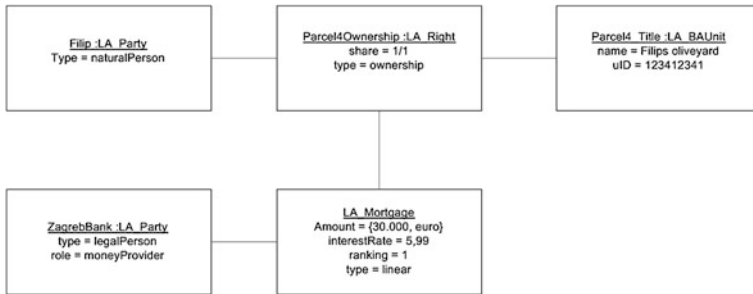 Filip :LA_Party
Type = naturalPerson
Parcel4Ownership :LA_Right
share = 1/1
type = ownership
Parcel4_Title :LA_BAUnit
name = Filips oliveyard
uID = 123412341
ZagrebBank :LA_Party
type = legalPerson
role = moneyProvider
LA_Mortgage
Amount = {30.000, euro}
interestRate = 5,99
ranking = 1
type = linear